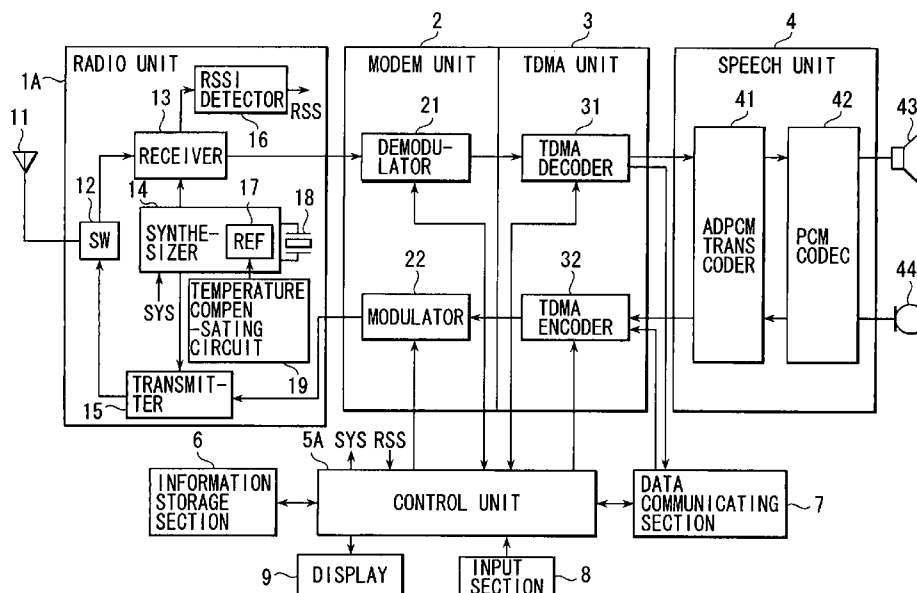 2
3
4
1A
RADIO UNIT
MODEM UNIT
TDMA UNIT
SPEECH UNIT
11
13
RSSI
DETECTOR
RSS
16
21
31
41
42
43
RECEIVER
DEMODU-
LATOR
TDMA
DECODER
12
14
17
18
SW
SYNTHE-
SIZER
REF
ADPCM
TRANS
CODER
PCM
CODEC
22
32
44
SYS
TEMPERATURE
COMPEN
-SATING
CIRCUIT
MODULATOR
TDMA
ENCODER
19
TRANSMIT-
TER
15
6
5A
SYS
RSS
INFORMATION
STORAGE
SECTION
CONTROL UNIT
DATA
COMMUNICATING
SECTION
7
9
DISPLAY
INPUT
SECTION
8